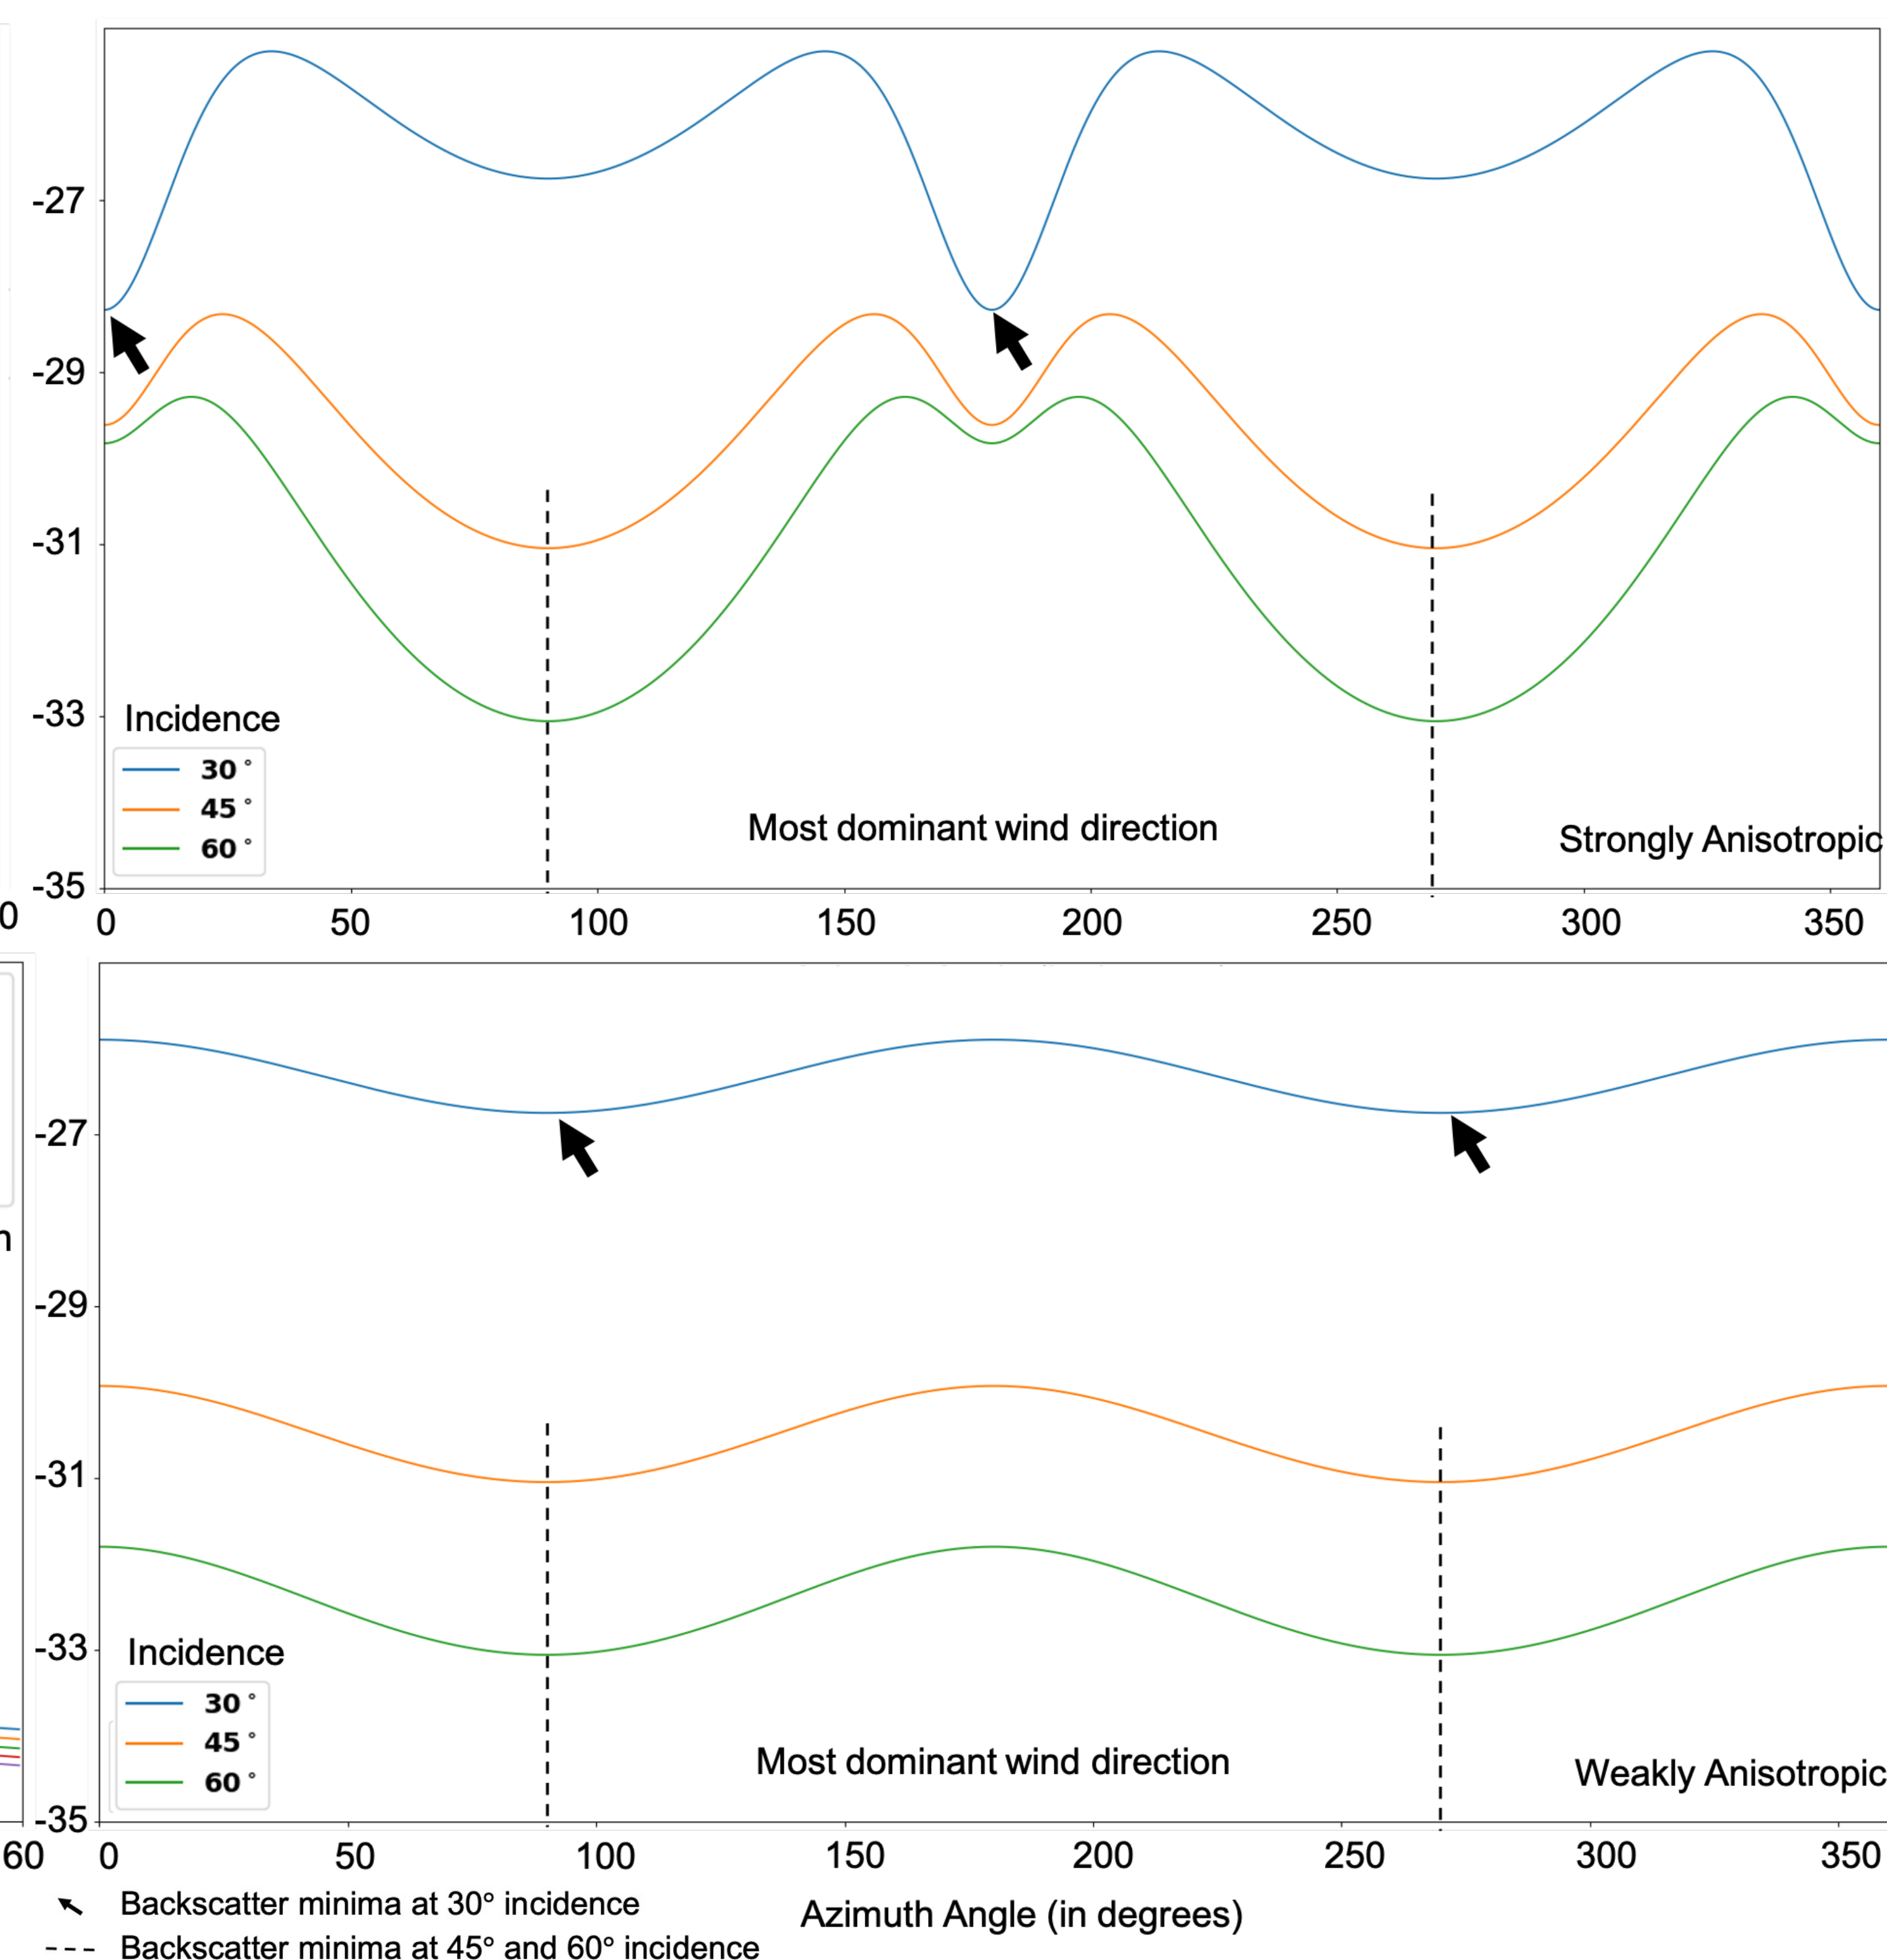 -27
-29
-31
-33
-35
Incidence
30 °
45 °
60 °
Most dominant wind direction
Strongly Anisotropic
0
0 50 100 150 200 250 300 350
n
-27
-29
-31
-33
-35
Incidence
30 °
45 °
60 °
Most dominant wind direction
Weakly Anisotropic
60
0 50 100 150 200 250 300 350
Backscatter minima at 30° incidence
Azimuth Angle (in degrees)
Backscatter minima at 45° and 60° incidence